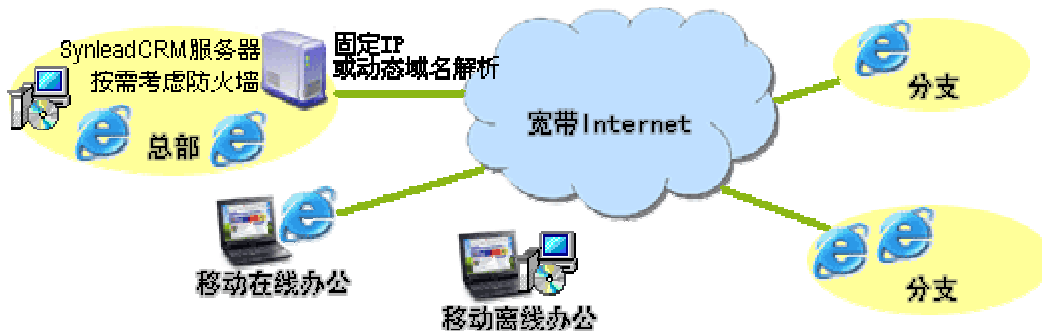 SynleadCRM服务器
按需考虑防火墙
固定IP
或动态域名解析
总部
宽带Internet
分支
移动在线办公
移动离线办公
分支